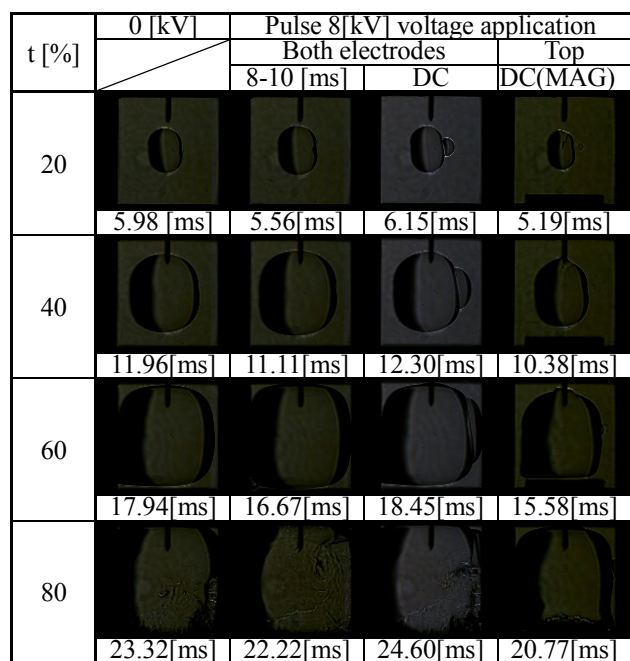 t [%]
0 [kV]
Pulse 8[kV] voltage application
Both electrodes
Top
8-10 [ms]
DC
DC(MAG)
20
5.98 [ms]
5.56[ms]
6.15[ms]
5.19[ms]
40
11.96[ms]
11.11[ms]
12.30[ms]
10.38[ms]
60
17.94[ms]
16.67[ms]
18.45[ms]
15.58[ms]
80
23.32[ms]
22.22[ms]
24.60[ms]
20.77[ms]